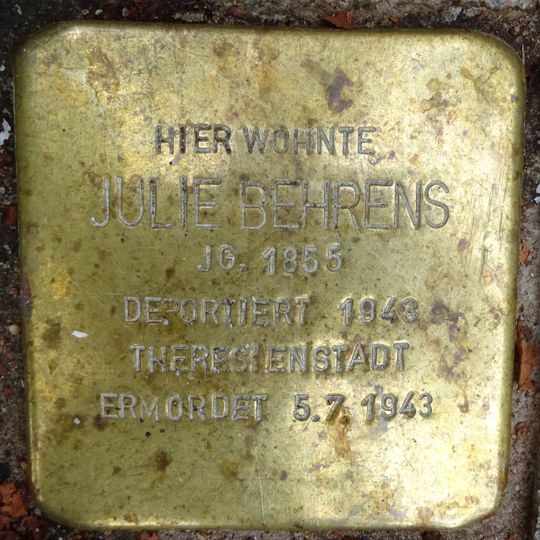 HIER WOHNTE
JULIE BEHRENS
JG. 1855
DEPORTIERT 1943
THERESIENSTADT
ERMORDET 5.7.1943